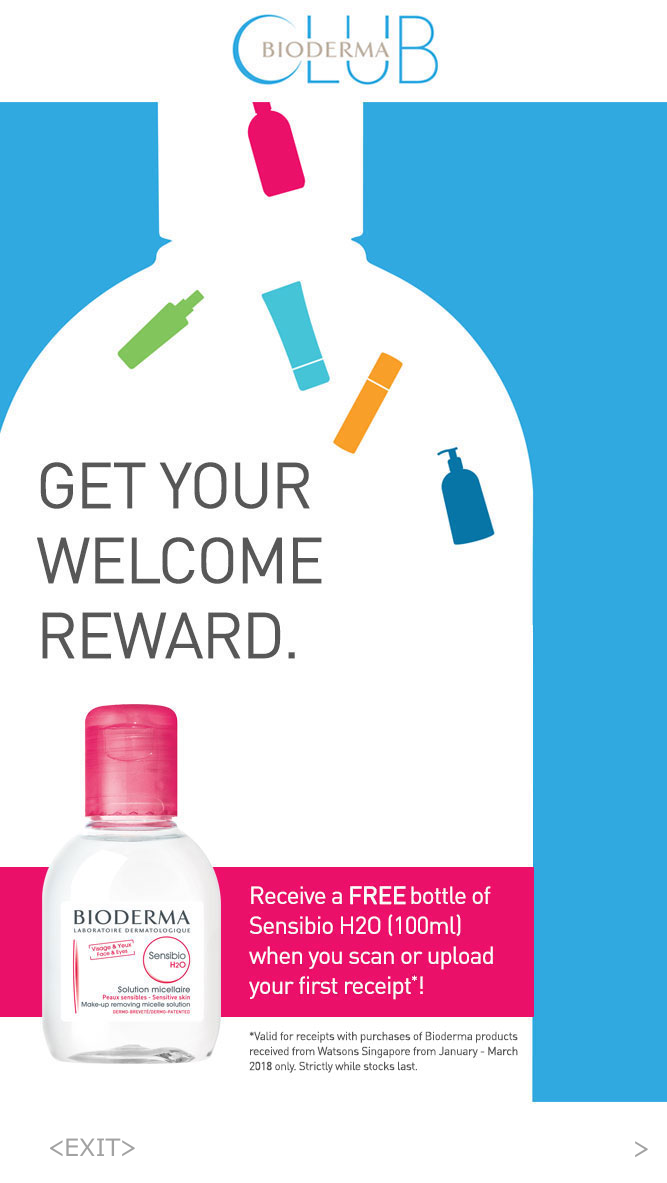 CLUB
BIODERMA
GET YOUR
WELCOME
REWARD.
BIODERMA
LABORATOIRE DERMATOLOGIQUE
Visage & Yeux
Face & Eyes
Sensibio
H2O
Solution micellaire
Peaux sensibles - Sensitive skin
Make-up removing micelle solution
DERMO-BREVETÉ/DERMO-PATENTED
Receive a FREE bottle of
Sensibio H2O (100ml)
when you scan or upload
your first receipt*!
*Valid for receipts with purchases of Bioderma products
received from Watsons Singapore from January - March
2018 only. Strictly while stocks last.
<EXIT>
>